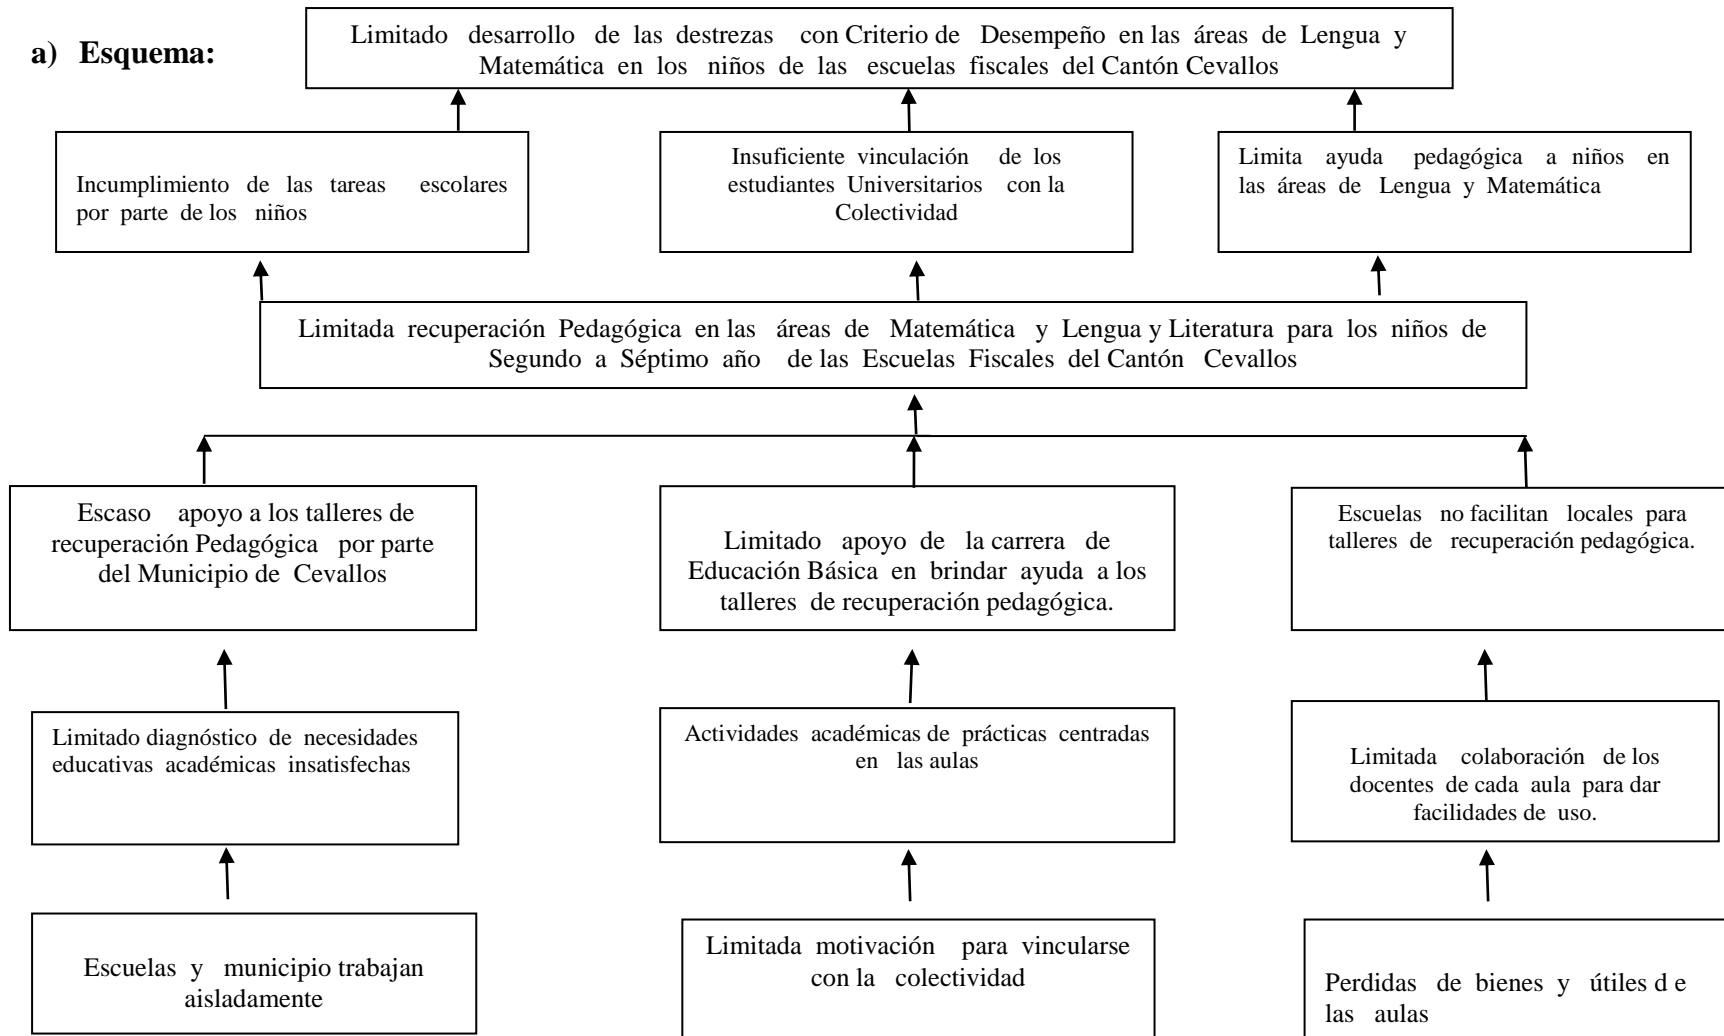 a) Esquema:
Limitado desarrollo de las destrezas con Criterio de Desempeño en las áreas de Lengua y
Matemática en los niños de las escuelas fiscales del Cantón Cevallos
Incumplimiento de las tareas escolares
por parte de los niños
Insuficiente vinculación de los
estudiantes Universitarios con la
Colectividad
Limita ayuda pedagógica a niños en
las áreas de Lengua y Matemática
Limitada recuperación Pedagógica en las áreas de Matemática y Lengua y Literatura para los niños de
Segundo a Séptimo año de las Escuelas Fiscales del Cantón Cevallos
Escaso apoyo a los talleres de
recuperación Pedagógica por parte
del Municipio de Cevallos
Limitado apoyo de la carrera de
Educación Básica en brindar ayuda a los
talleres de recuperación pedagógica.
Escuelas no facilitan locales para
talleres de recuperación pedagógica.
Limitado diagnóstico de necesidades
educativas académicas insatisfechas
Actividades académicas de prácticas centradas
en las aulas
Limitada colaboración de los
docentes de cada aula para dar
facilidades de uso.
Escuelas y municipio trabajan
aisladamente
Limitada motivación para vincularse
con la colectividad
Perdidas de bienes y útiles d e
las aulas